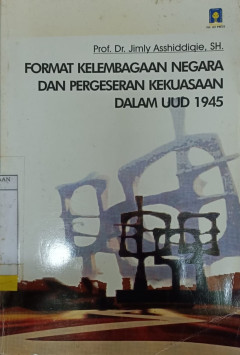 Prof. Dr. Jimly Asshiddiqie, SH.
FORMAT KELEMBAGAAN NEGARA
DAN PERGESERAN KEKUASAAN
DALAM UUD 1945